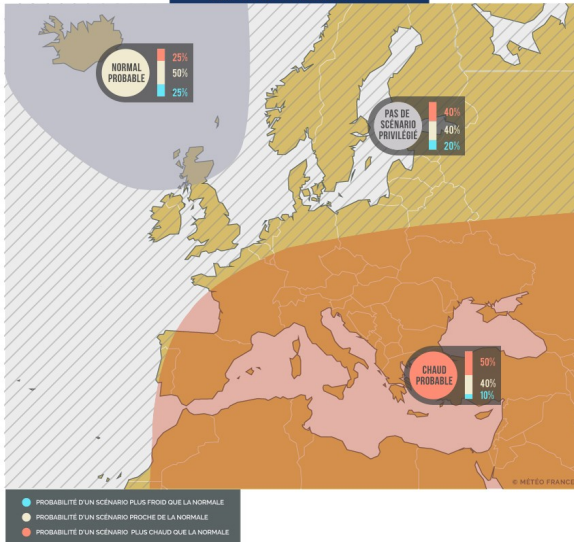 NORMAL
PROBABLE
25%
50%
25%
PAS DE
SCÉNARIO
PRIVILÉGIÉ
40%
40%
20%
CHAUD
PROBABLE
50%
40%
10%
© MÉTÉO FRANCE
PROBABILITÉ D'UN SCÉNARIO PLUS FROID QUE LA NORMALE
PROBABILITÉ D'UN SCÉNARIO PROCHE DE LA NORMALE
PROBABILITÉ D'UN SCÉNARIO PLUS CHAUD QUE LA NORMALE